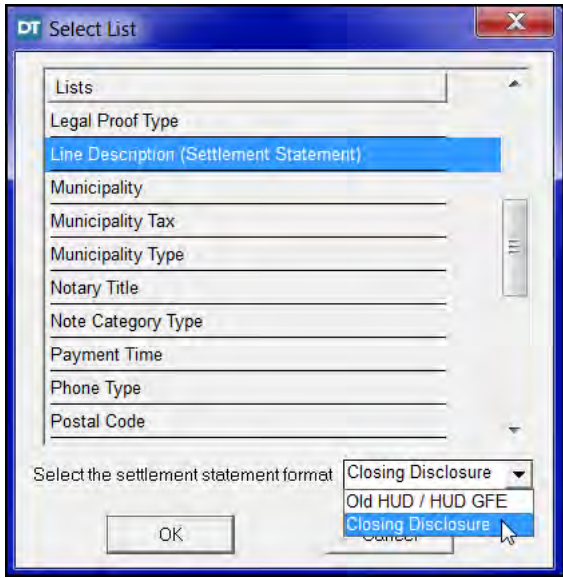 DT Select List
Lists
Legal Proof Type
Line Description (Settlement Statement)
Municipality
Municipality Tax
Municipality Type
Notary Title
Note Category Type
Payment Time
Phone Type
Postal Code
Select the settlement statement format Closing Disclosure
Old HUD / HUD GFE
Closing Disclosure
OK